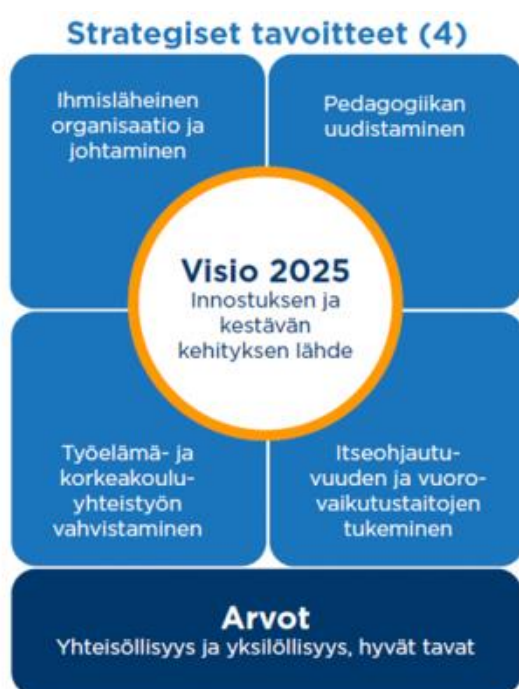 Strategiset tavoitteet (4)
Ihmisläheinen
organisaatio ja
johtaminen
Pedagogiikan
uudistaminen
Visio 2025
Innostuksen ja
kestävän
kehityksen lähde
Työelämä- ja
korkeakoulu-
yhteistyön
vahvistaminen
Itseohjautu-
vuuden ja vuoro-
vaikutustaitojen
tukeminen
Arvot
Yhteisöllisyys ja yksilöllisyys, hyvät tavat